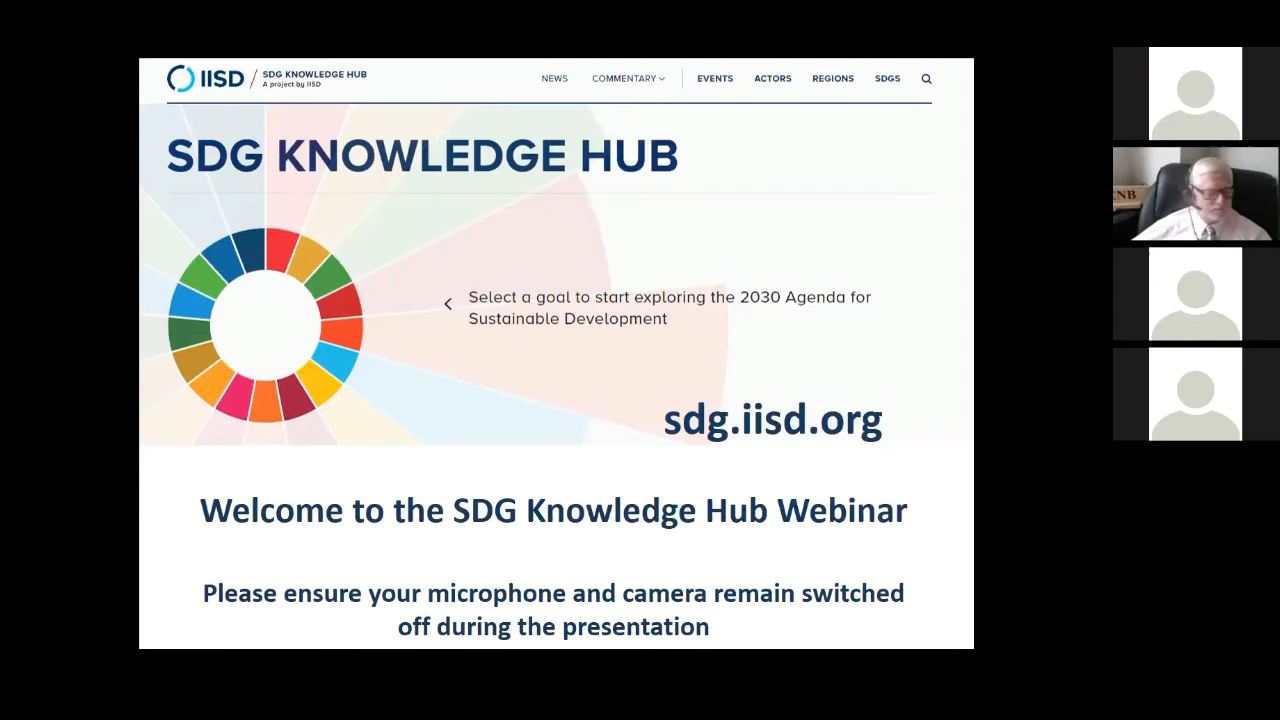 IISD
SDG KNOWLEDGE HUB
A project by IISD
NEWS
COMMENTARY
EVENTS
ACTORS
REGIONS
SDGS
SDG KNOWLEDGE HUB
Select a goal to start exploring the 2030 Agenda for
Sustainable Development
sdg.iisd.org
Welcome to the SDG Knowledge Hub Webinar
Please ensure your microphone and camera remain switched
off during the presentation